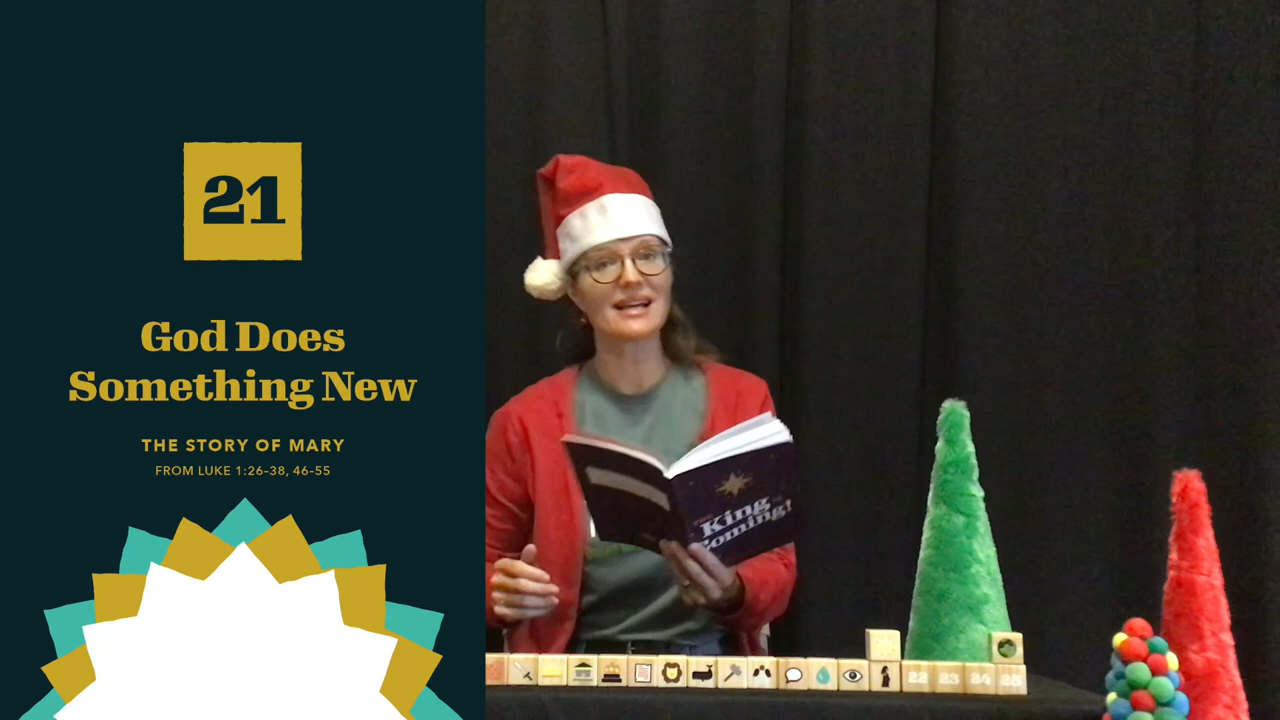 21
God Does
Something New
THE STORY OF MARY
FROM LUKE 1:26-38, 46-55
King
Coming!
22 23 24 25